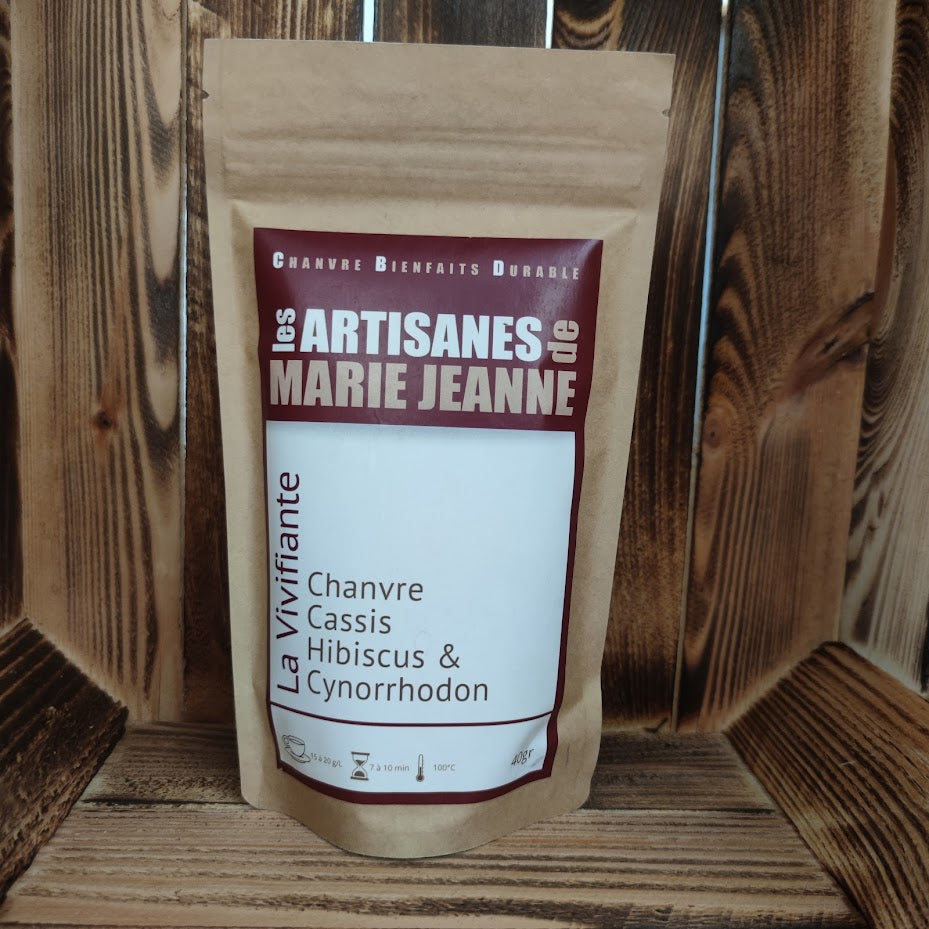 CHANVRE BIENFAITS DURABLE
les ARTISANES de
MARIE JEANNE
La Vivifiante
Chanvre
Cassis
Hibiscus &
Cynorrhodon
15 à 20 g/L
7 à 10 min
100°C
40gr